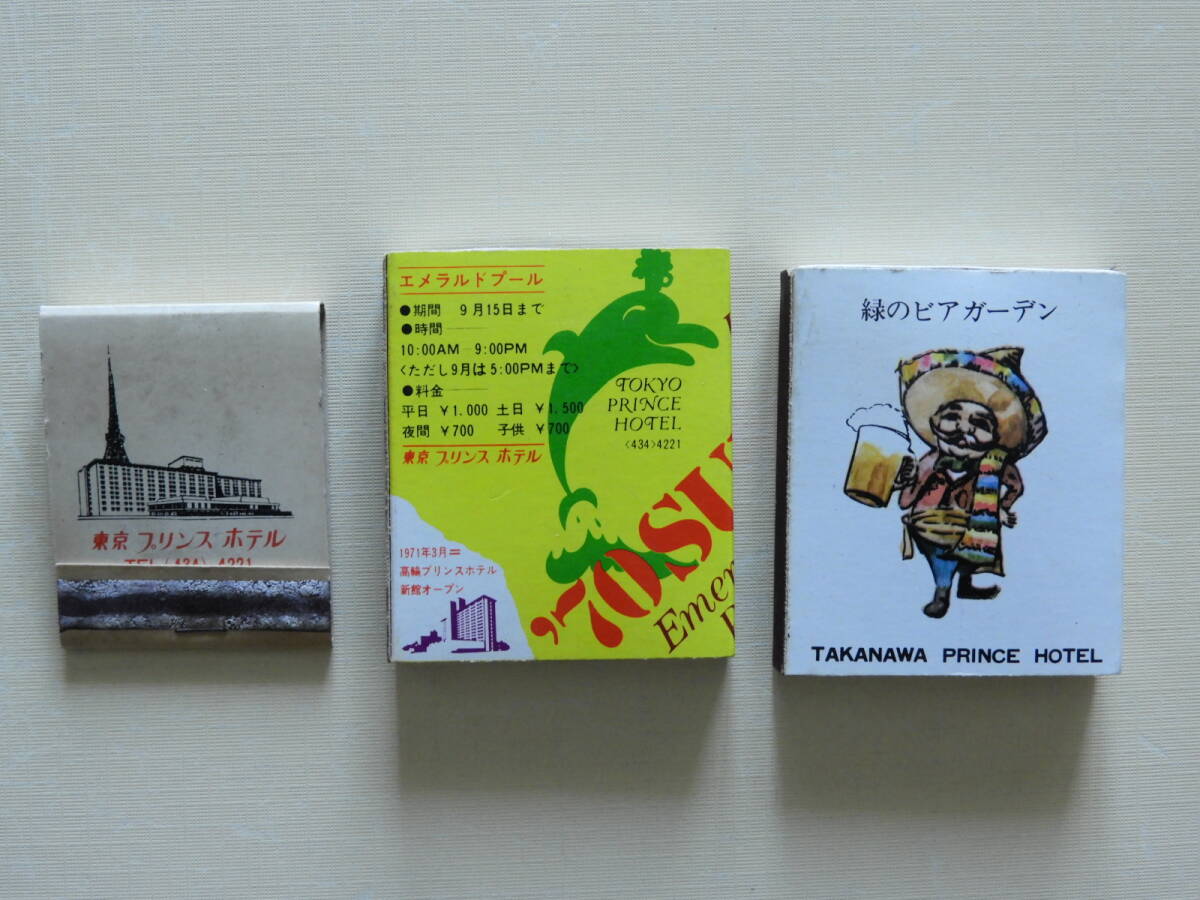 東京 プリンス ホテル
TEL (434) 4221
エメラルドプール
●期間 9月15日まで
●時間
10:00AM 9:00PM
〈ただし9月は5:00PMまで〉
●料金
平日 ¥1.000 土日 ¥1,500
夜間 ¥700 子供 ¥700
東京 プリンス ホテル
TOKYO
PRINCE
HOTEL
〈434〉4221
1971年3月=
高輪プリンスホテル
新館オープン
'70SU
Emer
緑のビアガーデン
TAKANAWA PRINCE HOTEL